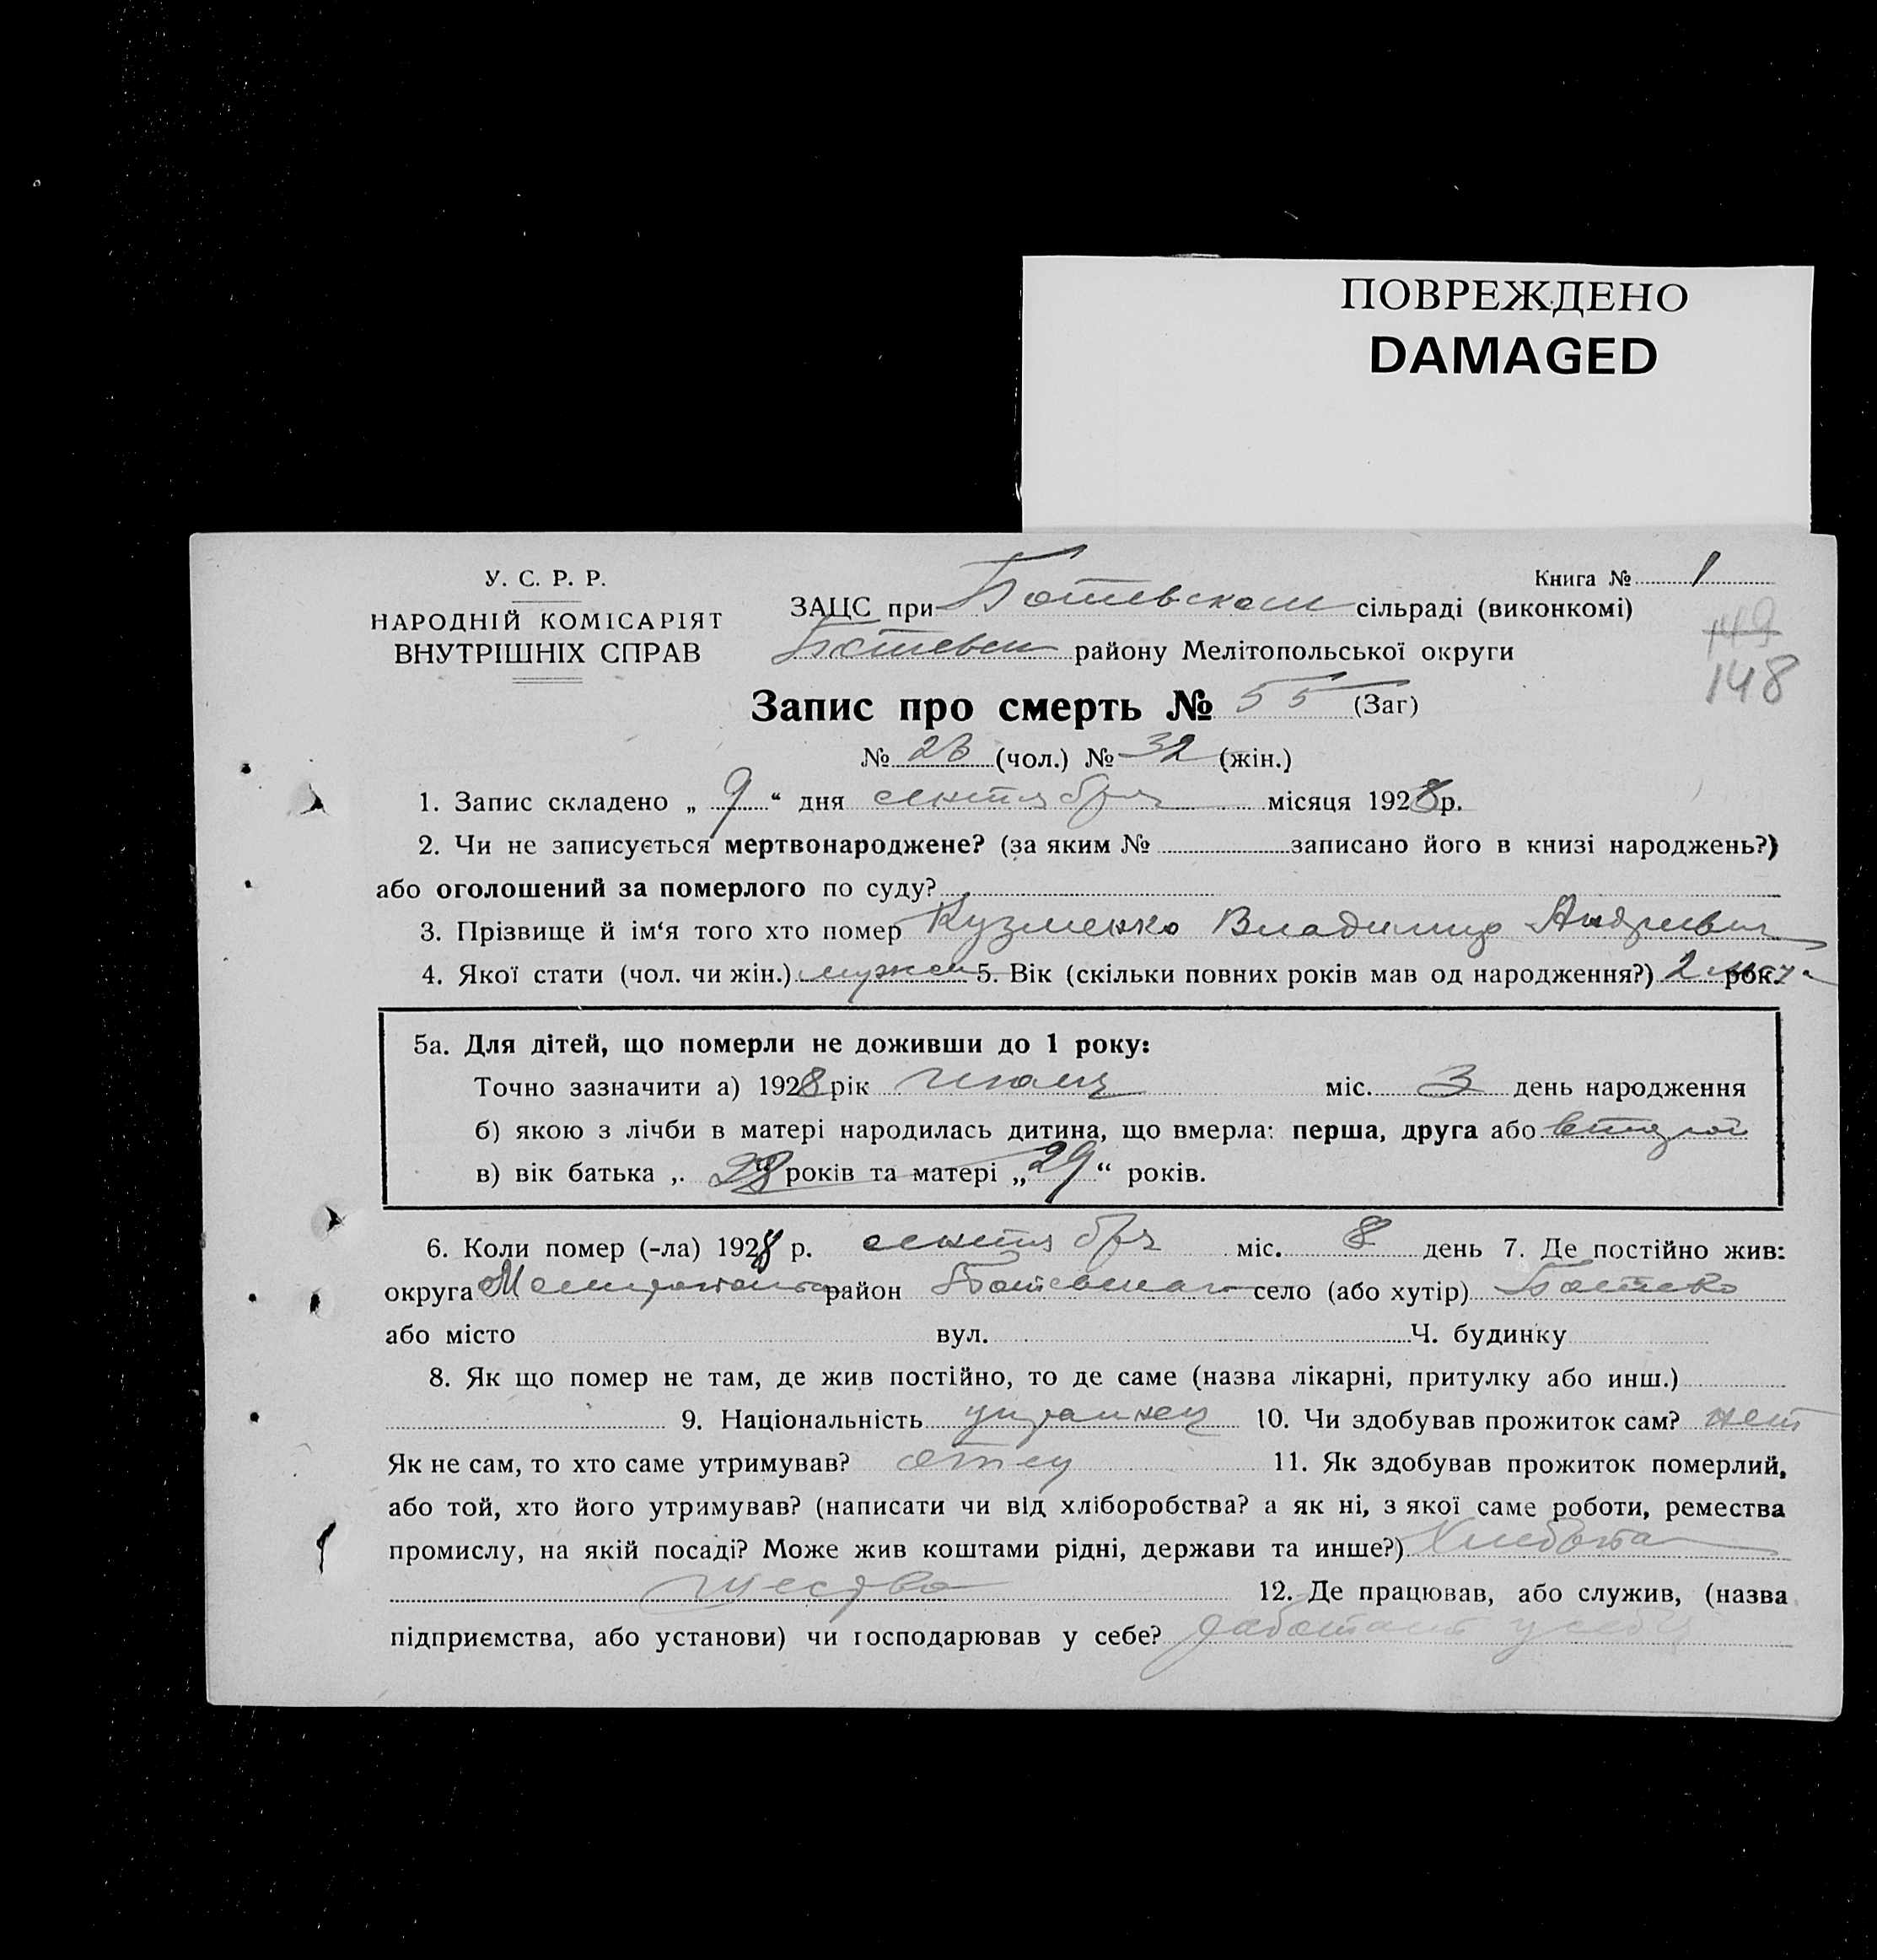 ПОВРЕЖДЕНО
DAMAGED
У. С. Р. Р.
НАРОДНІЙ КОМІСАРІЯТ
ВНУТРІШНІХ СПРАВ
Книга № 1
ЗАЦС при Ботевском сільраді (виконкомі)
Ботевск району Мелітопольської округи
149
148
Запис про смерть № 55 (Заг)
№ 23 (чол.) № 32 (жін.)
1. Запис складено „ 9 “ дня сентября місяця 1928 р.
2. Чи не записується мертвонароджене? (за яким № записано його в книзі народжень?)
або оголошений за померлого по суду?
3. Прізвище й ім‘я того хто помер Кузменко Владимир Андреевич
4. Якої стати (чол. чи жін.) мужск 5. Вік (скільки повних років мав од народження?) 2 рок.
5а. Для дітей, що померли не доживши до 1 року:
Точно зазначити а) 1928 рік міс. 3 день народження
б) якою з лічби в матері народилась дитина, що вмерла: перша, друга або второй
в) вік батька ‚. років та матері „ 29 “ років.
6. Коли помер (-ла) 1928 р. сентября міс. 8 день 7. Де постійно жив:
округа район село (або хутір)
або місто вул. Ч. будинку
8. Як що помер не там, де жив постійно, то де саме (назва лікарні, притулку або инш.)
9. Національність украинец 10. Чи здобував прожиток сам? нет
Як не сам, то хто саме утримував? отец 11. Як здобував прожиток померлий,
або той, хто його утримував? (написати чи від хліборобства? а як ні, з якої саме роботи, ремества
промислу, на якій посаді? Може жив коштами рідні, держави та инше?) Хлебопа
шество
12. Де працював, або служив, (назва
підприємства, або установи) чи господарював у себе? работает у себя